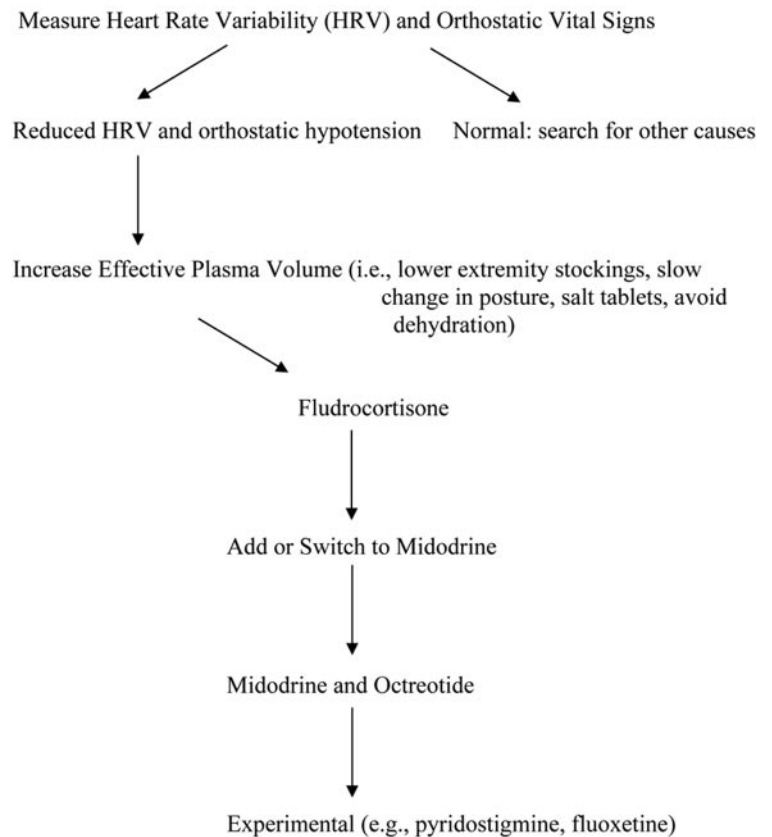 Measure Heart Rate Variability (HRV) and Orthostatic Vital Signs
Reduced HRV and orthostatic hypotension
Normal: search for other causes
Increase Effective Plasma Volume (i.e., lower extremity stockings, slow
change in posture, salt tablets, avoid
dehydration)
Fludrocortisone
Add or Switch to Midodrine
Midodrine and Octreotide
Experimental (e.g., pyridostigmine, fluoxetine)